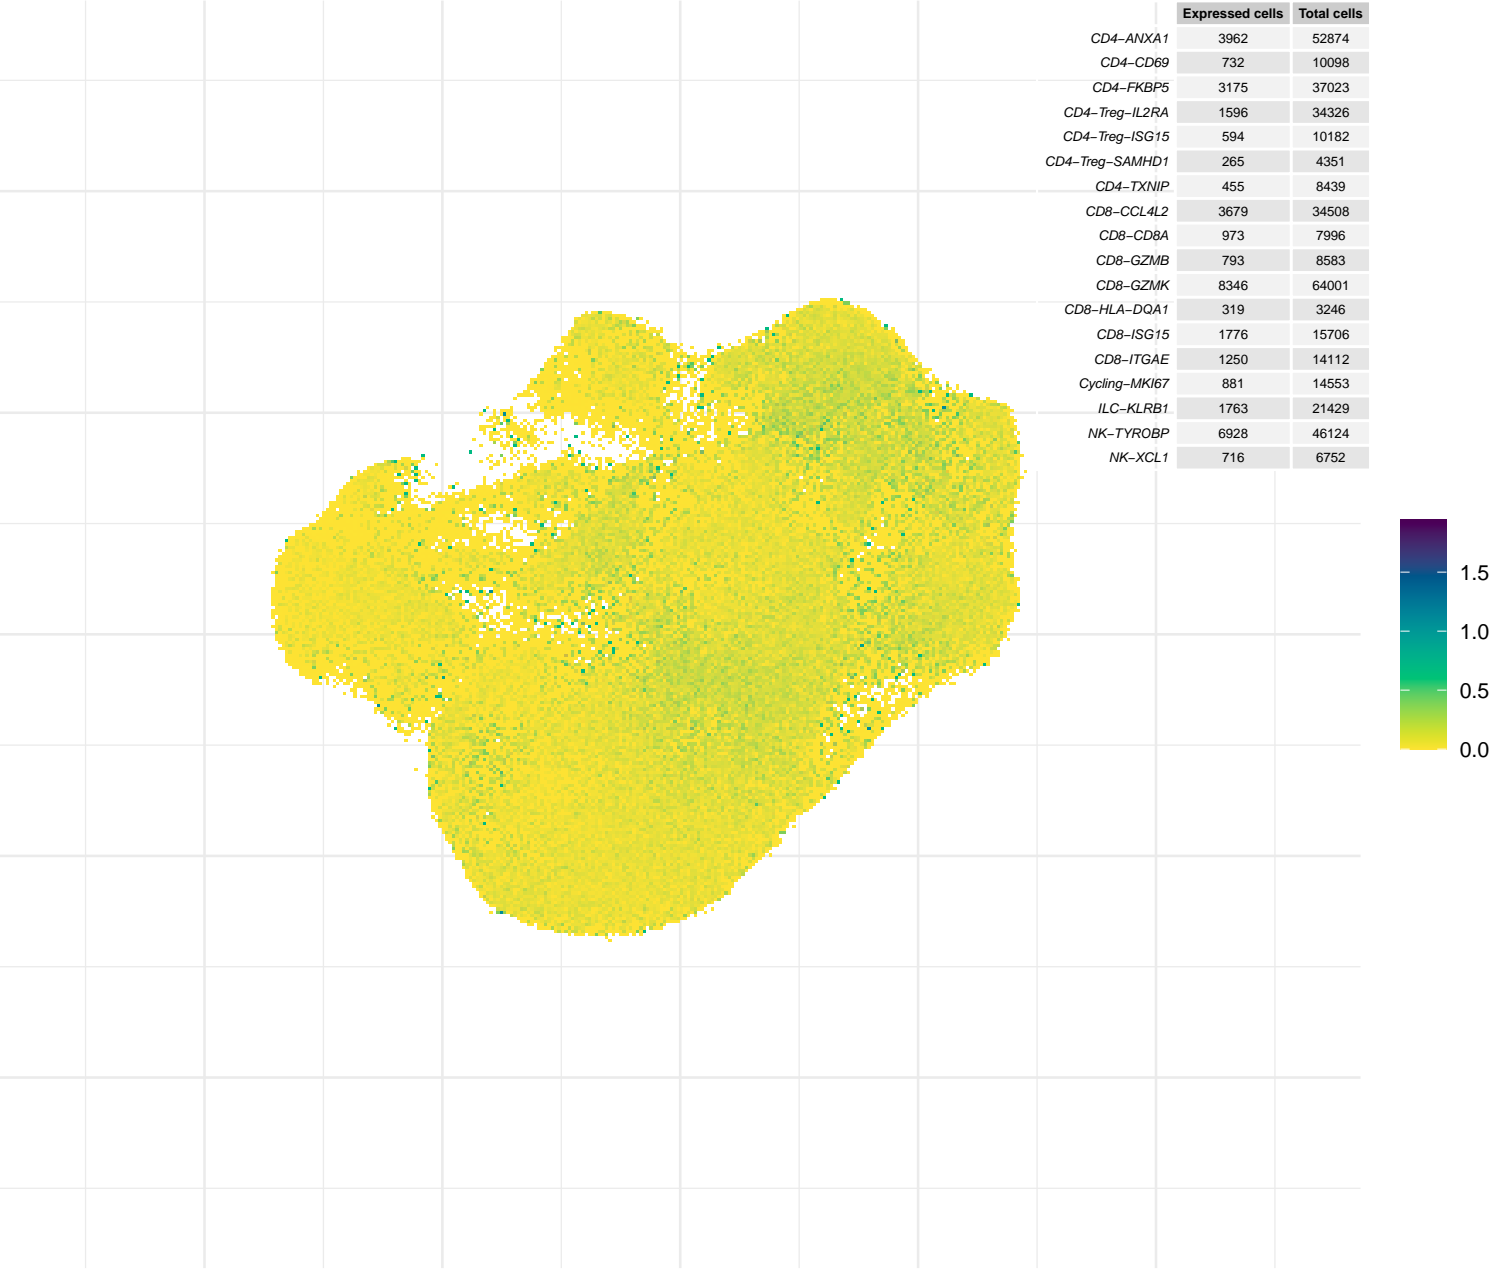 Expressed cells Total cells
CD4−ANXA1 3962 52874
CD4−CD69 732 10098
CD4−FKBP5 3175 37023
CD4−Treg−IL2RA 1596 34326
CD4−Treg−ISG15 594 10182
CD4−Treg−SAMHD1 265 4351
CD4−TXNIP 455 8439
CD8−CCL4L2 3679 34508
CD8−CD8A 973 7996
CD8−GZMB 793 8583
CD8−GZMK 8346 64001
CD8−HLA−DQA1 319 3246
CD8−ISG15 1776 15706
CD8−ITGAE 1250 14112
Cycling−MKI67 881 14553
ILC−KLRB1 1763 21429
NK−TYROBP 6928 46124
NK−XCL1 716 6752
1.5
1.0
0.5
0.0